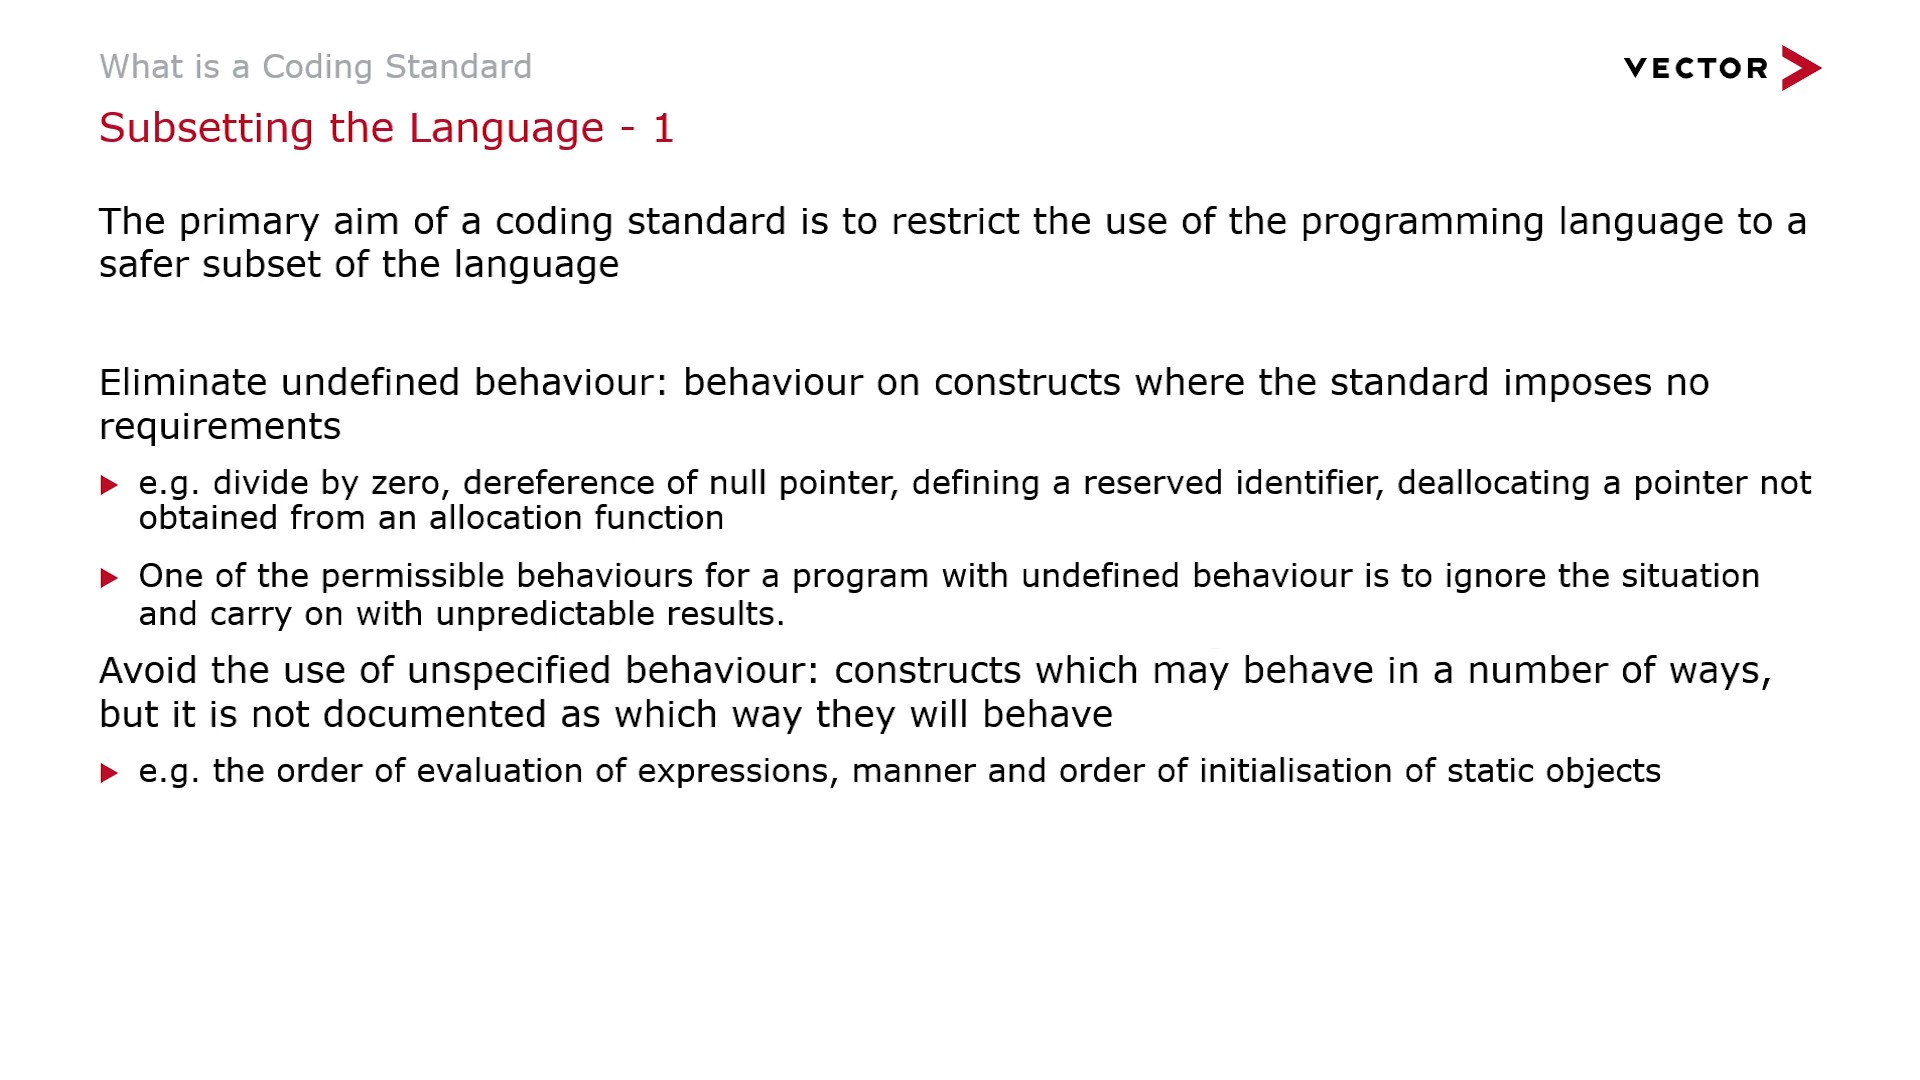 What is a Coding Standard
VECTOR
Subsetting the Language - 1
The primary aim of a coding standard is to restrict the use of the programming language to a
safer subset of the language
Eliminate undefined behaviour: behaviour on constructs where the standard imposes no
requirements
e.g. divide by zero, dereference of null pointer, defining a reserved identifier, deallocating a pointer not
obtained from an allocation function
One of the permissible behaviours for a program with undefined behaviour is to ignore the situation
and carry on with unpredictable results.
Avoid the use of unspecified behaviour: constructs which may behave in a number of ways,
but it is not documented as which way they will behave
e.g. the order of evaluation of expressions, manner and order of initialisation of static objects